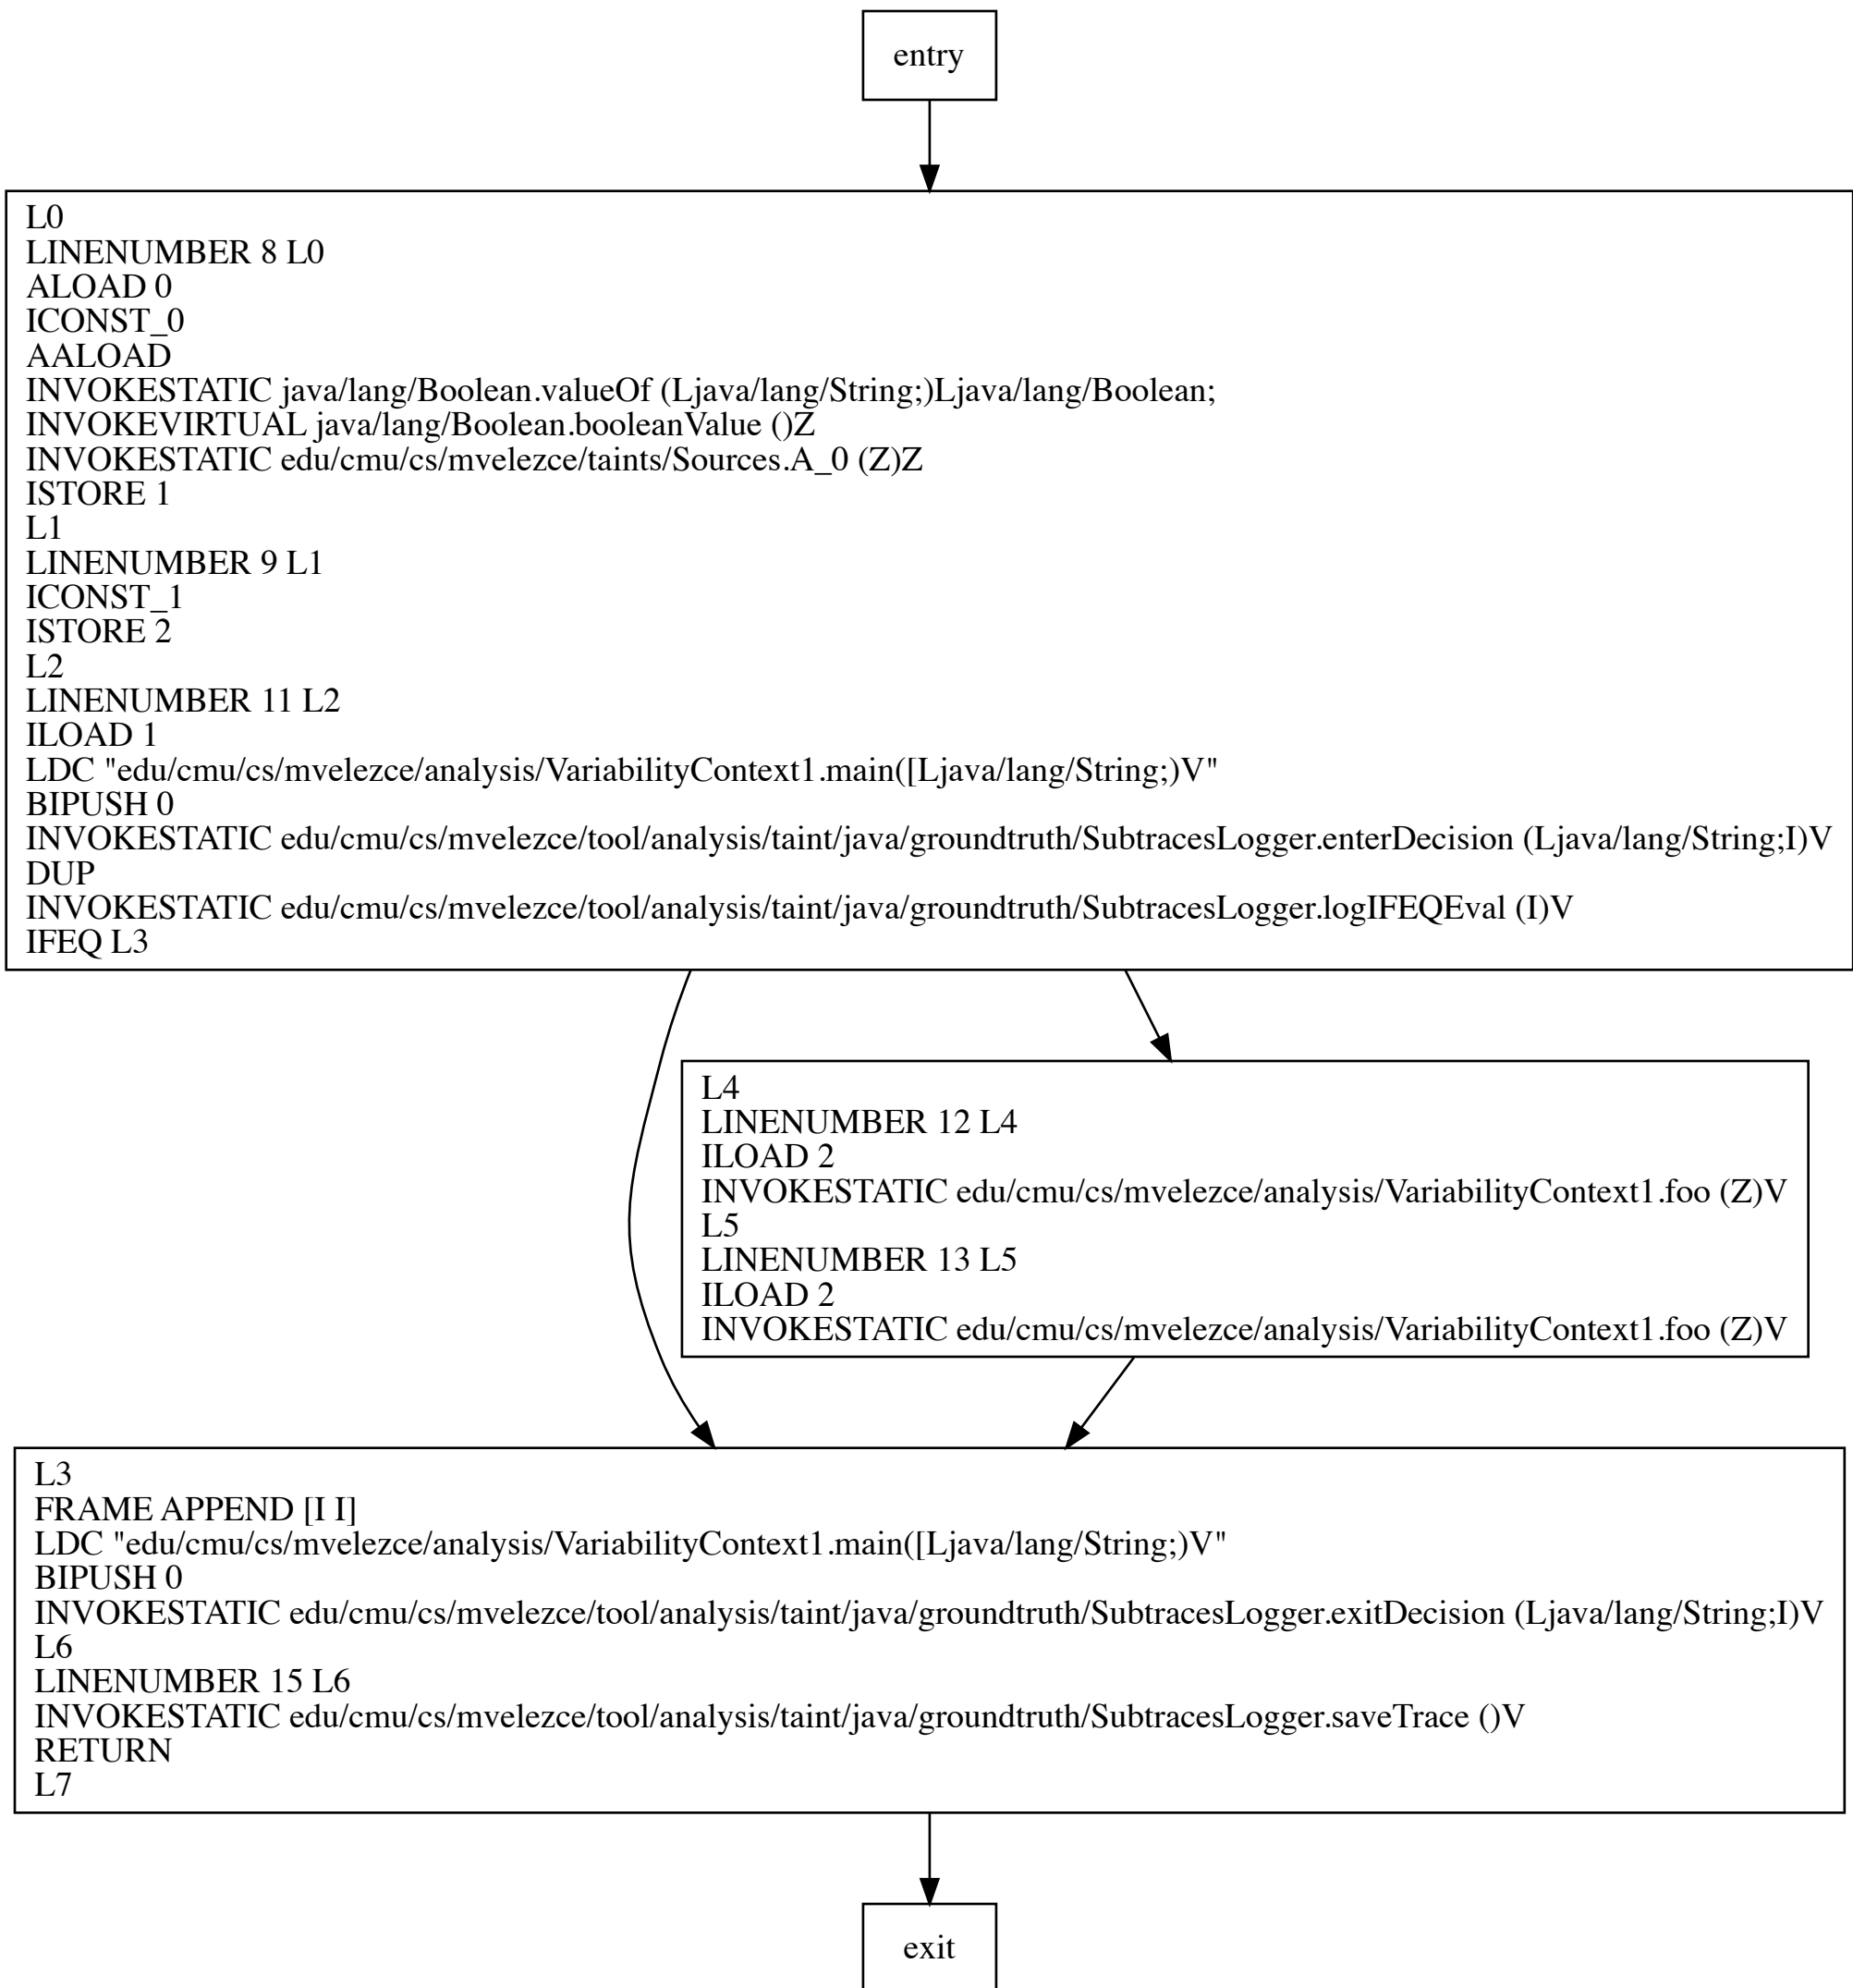 entry
L0
LINENUMBER 8 L0
ALOAD 0
ICONST_0
AALOAD
INVOKESTATIC java/lang/Boolean.valueOf (Ljava/lang/String;)Ljava/lang/Boolean;
INVOKEVIRTUAL java/lang/Boolean.booleanValue ()Z
INVOKESTATIC edu/cmu/cs/mvelezce/taints/Sources.A_0 (Z)Z
ISTORE 1
L1
LINENUMBER 9 L1
ICONST_1
ISTORE 2
L2
LINENUMBER 11 L2
ILOAD 1
LDC "edu/cmu/cs/mvelezce/analysis/VariabilityContext1.main([Ljava/lang/String;)V"
BIPUSH 0
INVOKESTATIC edu/cmu/cs/mvelezce/tool/analysis/taint/java/groundtruth/SubtracesLogger.enterDecision (Ljava/lang/String;I)V
DUP
INVOKESTATIC edu/cmu/cs/mvelezce/tool/analysis/taint/java/groundtruth/SubtracesLogger.logIFEQEval (I)V
IFEQ L3
L4
LINENUMBER 12 L4
ILOAD 2
INVOKESTATIC edu/cmu/cs/mvelezce/analysis/VariabilityContext1.foo (Z)V
L5
LINENUMBER 13 L5
ILOAD 2
INVOKESTATIC edu/cmu/cs/mvelezce/analysis/VariabilityContext1.foo (Z)V
L3
FRAME APPEND [I I]
LDC "edu/cmu/cs/mvelezce/analysis/VariabilityContext1.main([Ljava/lang/String;)V"
BIPUSH 0
INVOKESTATIC edu/cmu/cs/mvelezce/tool/analysis/taint/java/groundtruth/SubtracesLogger.exitDecision (Ljava/lang/String;I)V
L6
LINENUMBER 15 L6
INVOKESTATIC edu/cmu/cs/mvelezce/tool/analysis/taint/java/groundtruth/SubtracesLogger.saveTrace ()V
RETURN
L7
exit